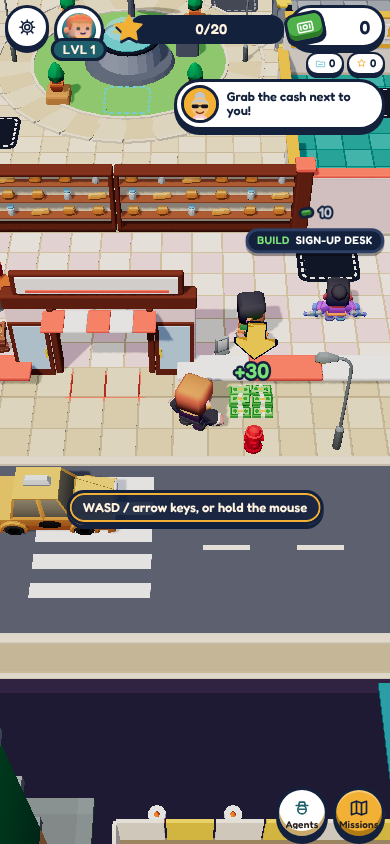 LVL 1
0/20
0
0
0
Grab the cash next to
you!
10
BUILD SIGN-UP DESK
+30
WASD / arrow keys, or hold the mouse
Agents
Missions